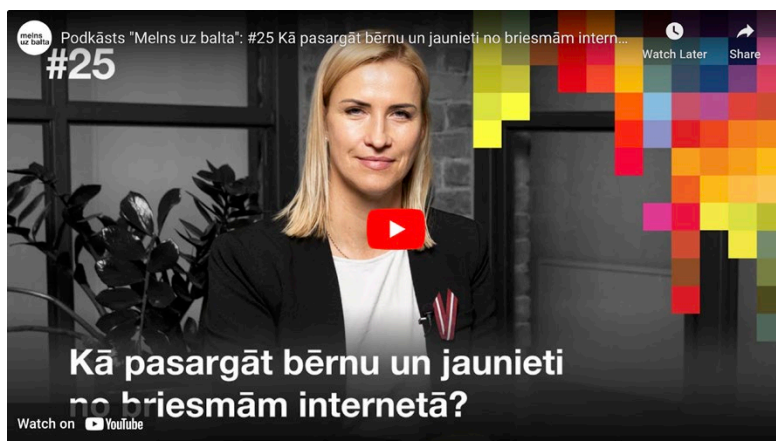 melns
uz balta
Podkāsts "Melns uz balta": #25 Kā pasargāt bērnu un jaunieti no briesmām intern...
Watch Later
Share
#25
Kā pasargāt bērnu un jaunieti
no briesmām internetā?
Watch on YouTube